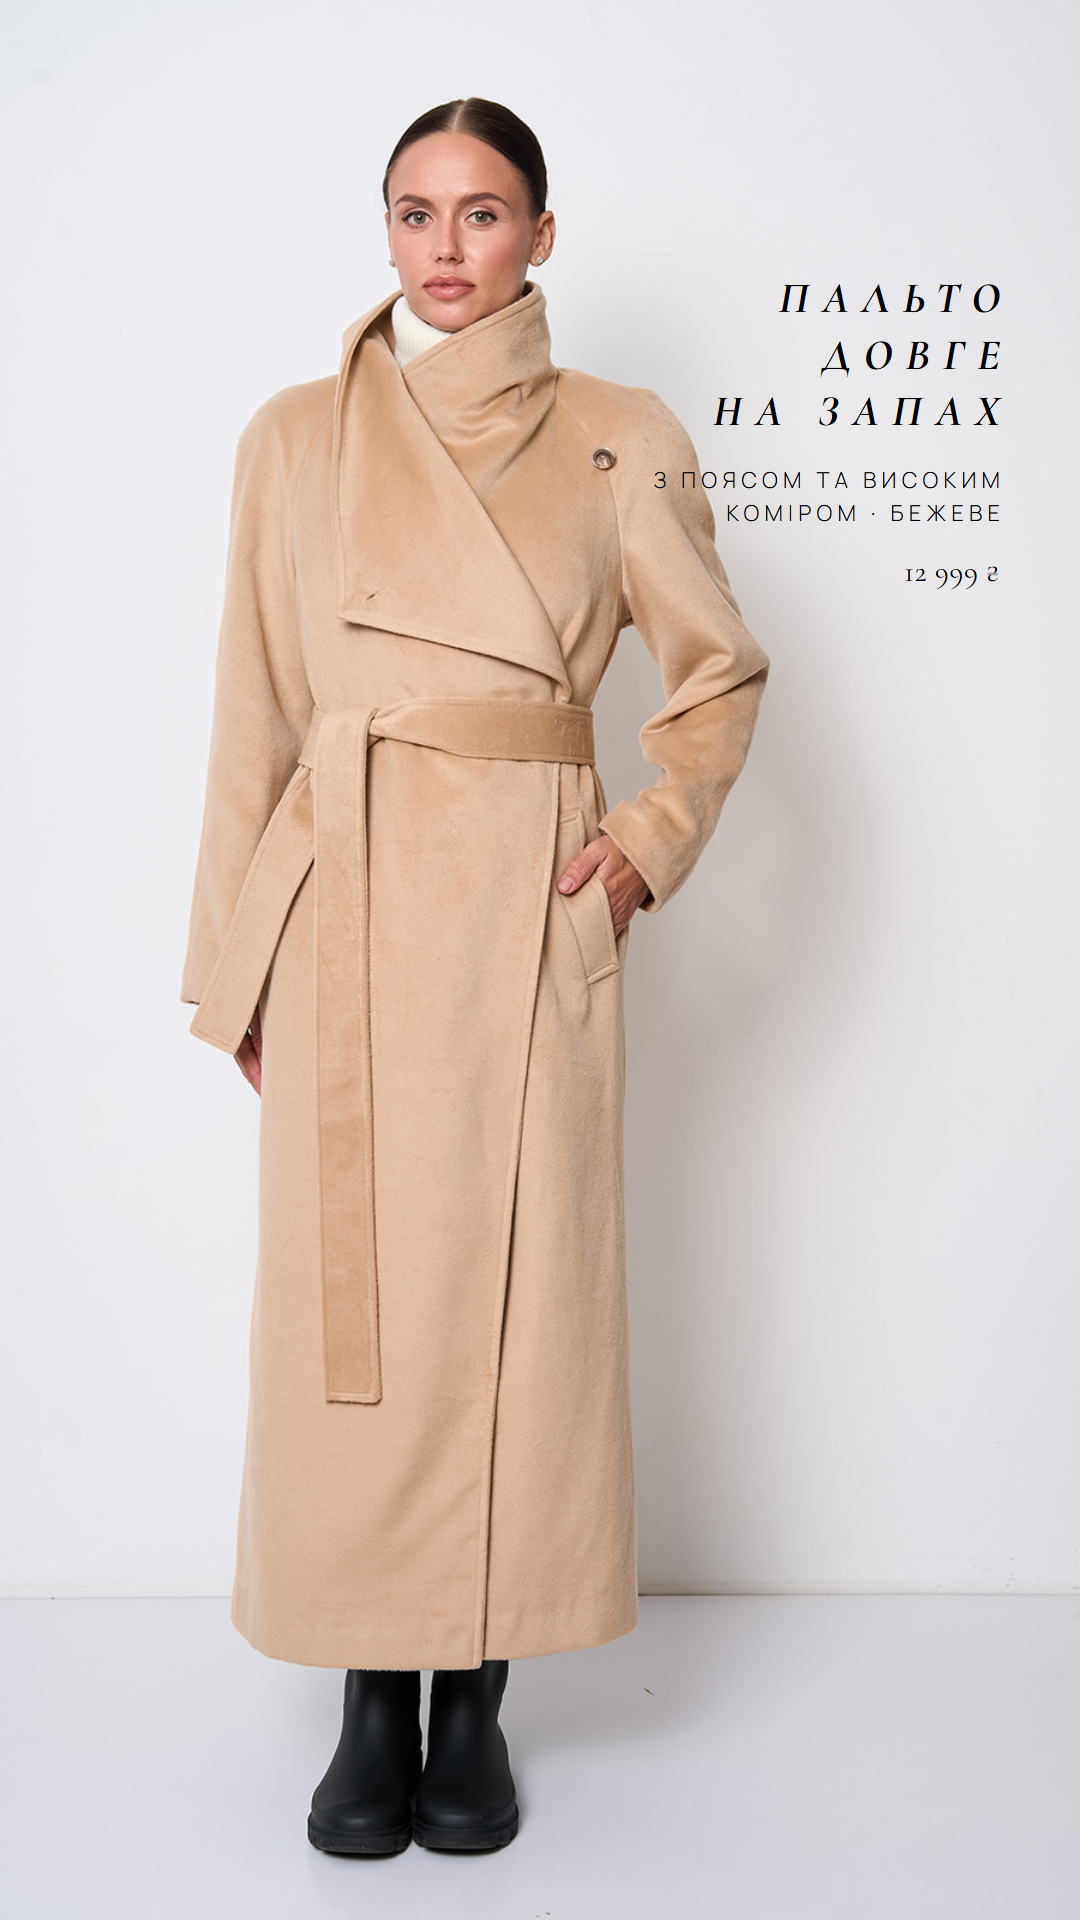 ПАЛЬТО
ДОВГЕ
НА ЗАПАХ
З ПОЯСОМ ТА ВИСОКИМ
КОМІРОМ · БЕЖЕВЕ
12 999 ₴